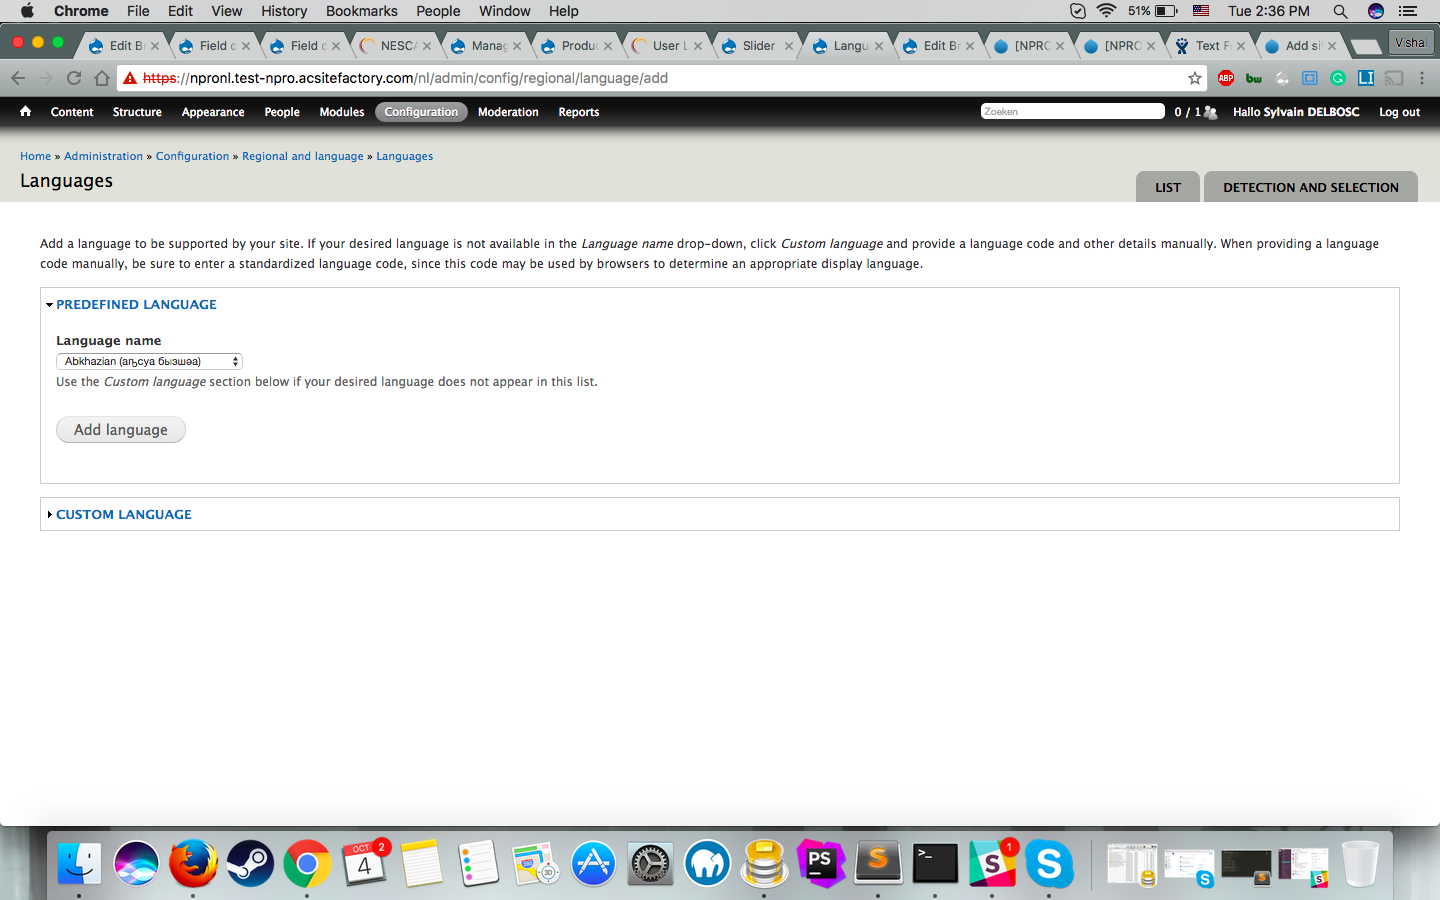 Chrome File Edit View History Bookmarks People Window Help 51% Tue 2:36 PM
Edit Br Field c Field c NESCA Manag Produc User L Slider Langu Edit Br [NPRO [NPRO Text Fo Add si Vishal
https://npronl.test-npro.acsitefactory.com/nl/admin/config/regional/language/add ABP bw LI
Content Structure Appearance People Modules Configuration Moderation Reports Zoeken 0 / 1 Hallo Sylvain DELBOSC Log out
Home » Administration » Configuration » Regional and language » Languages
Languages
LIST DETECTION AND SELECTION
Add a language to be supported by your site. If your desired language is not available in the Language name drop-down, click Custom language and provide a language code and other details manually. When providing a language
code manually, be sure to enter a standardized language code, since this code may be used by browsers to determine an appropriate display language.
PREDEFINED LANGUAGE
Language name
Abkhazian (аҧсуа бызшәа)
Use the Custom language section below if your desired language does not appear in this list.
Add language
CUSTOM LANGUAGE
OCT 2
4
280
3D
PS
S
>_
S 1
S